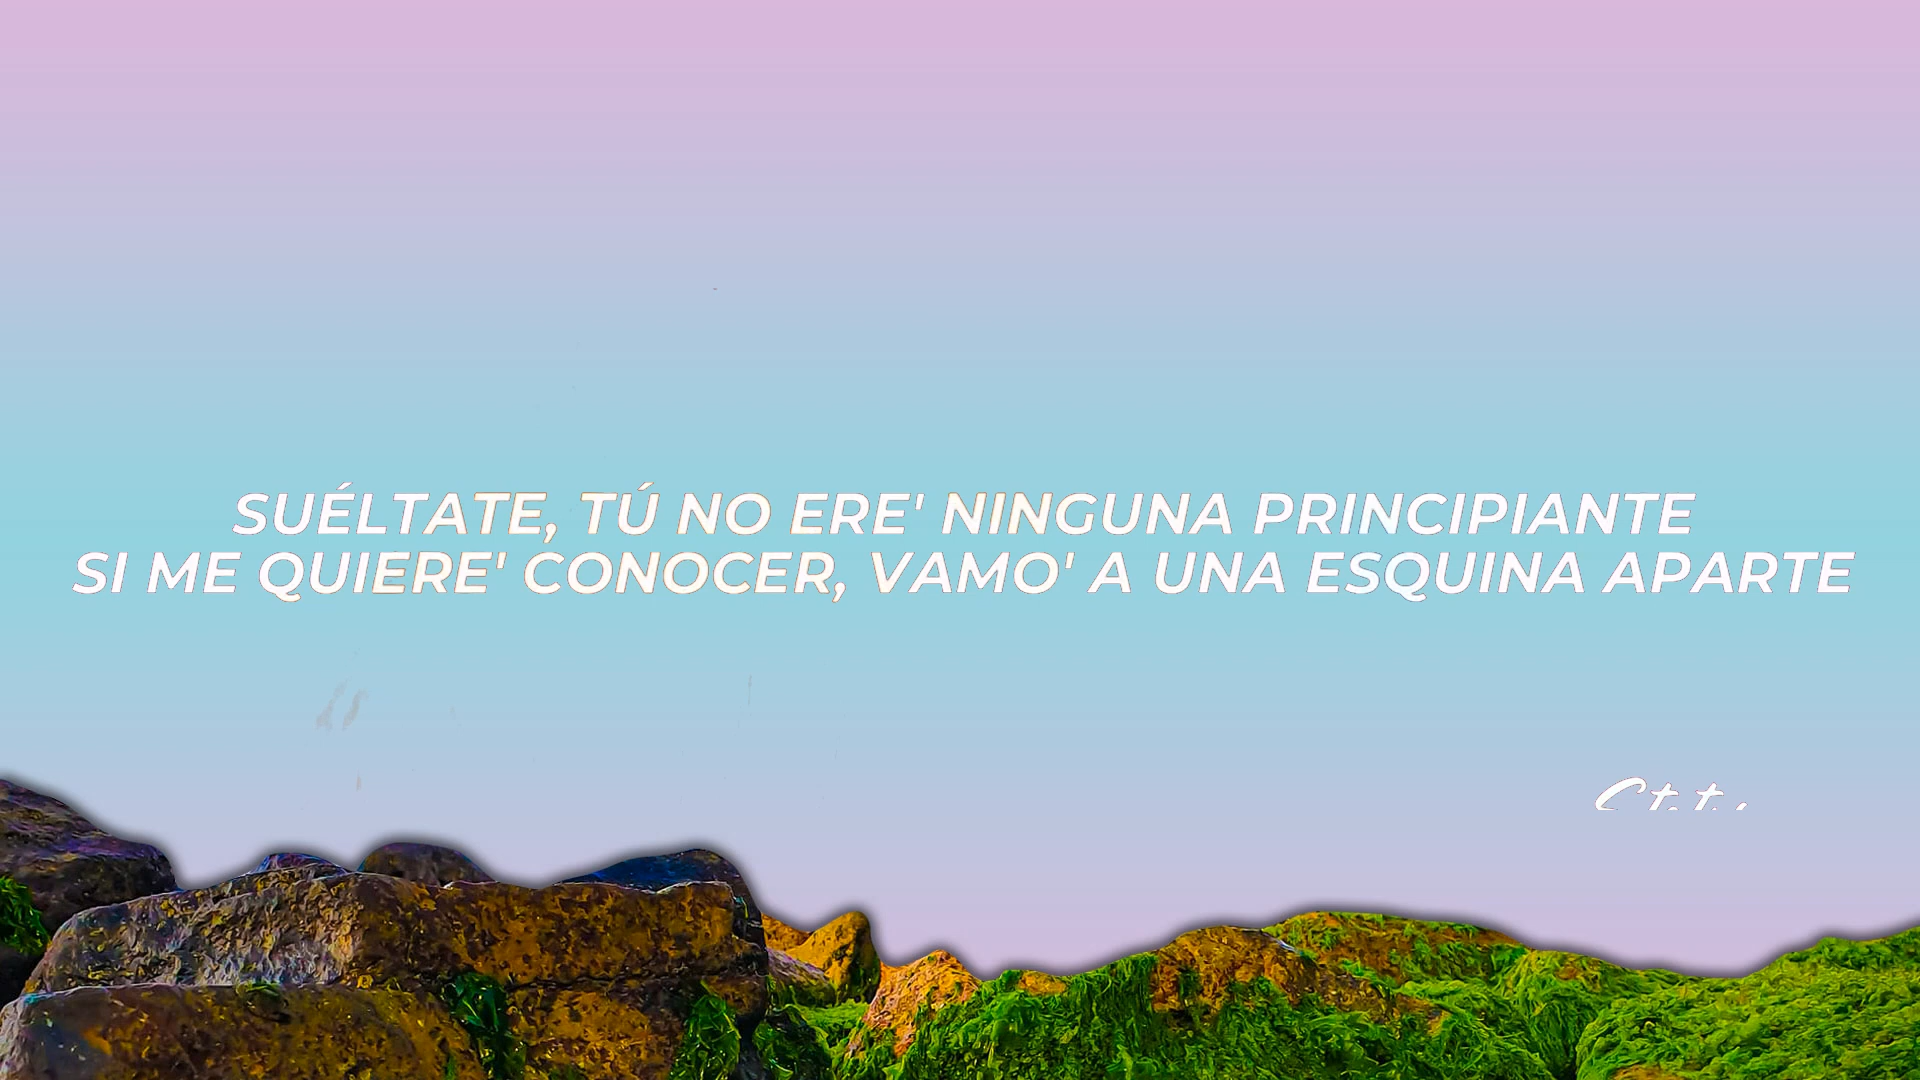 SUÉLTATE, TÚ NO ERE' NINGUNA PRINCIPIANTE
SI ME QUIERE' CONOCER, VAMO' A UNA ESQUINA APARTE